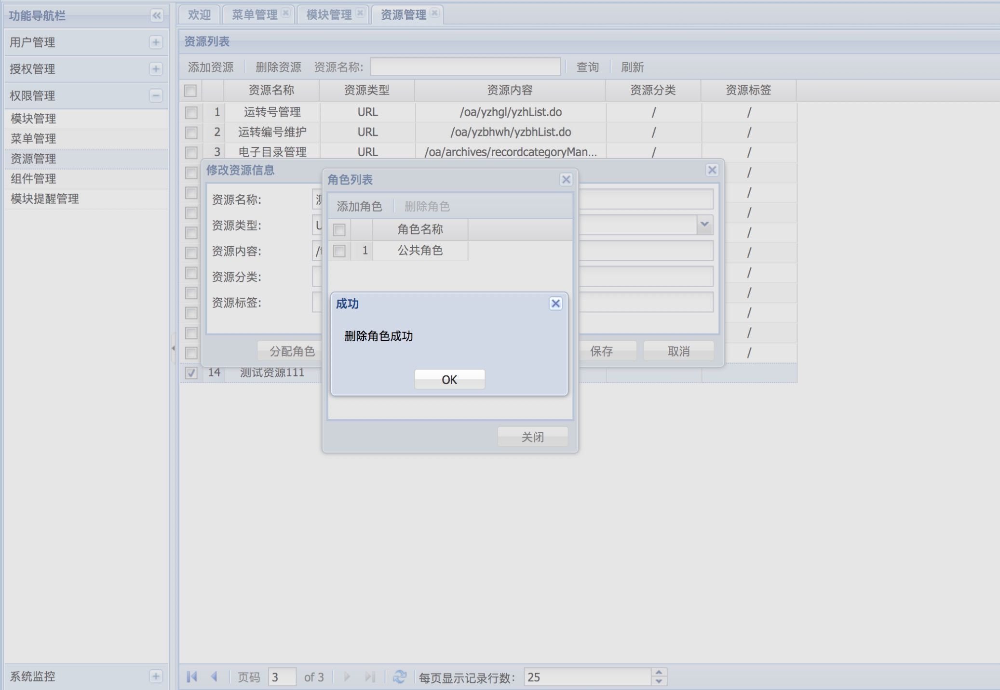 功能导航栏
用户管理
授权管理
权限管理
模块管理
菜单管理
资源管理
组件管理
模块提醒管理
系统监控
欢迎 菜单管理 模块管理 资源管理
资源列表
添加资源 删除资源 资源名称: 查询 刷新
资源名称 资源类型 资源内容 资源分类 资源标签
1 运转号管理 URL /oa/yzhgl/yzhList.do / /
2 运转编号维护 URL /oa/yzbhwh/yzbhList.do / /
3 电子目录管理 URL /oa/archives/recordcategoryMan... / /
/
/
/
/
/
/
/
/
/
/
14 测试资源111
修改资源信息
资源名称:
资源类型:
资源内容:
资源分类:
资源标签:
分配角色 保存 取消
角色列表
添加角色 删除角色
角色名称
1 公共角色
成功
删除角色成功
OK
关闭
页码 3 of 3 每页显示记录行数: 25